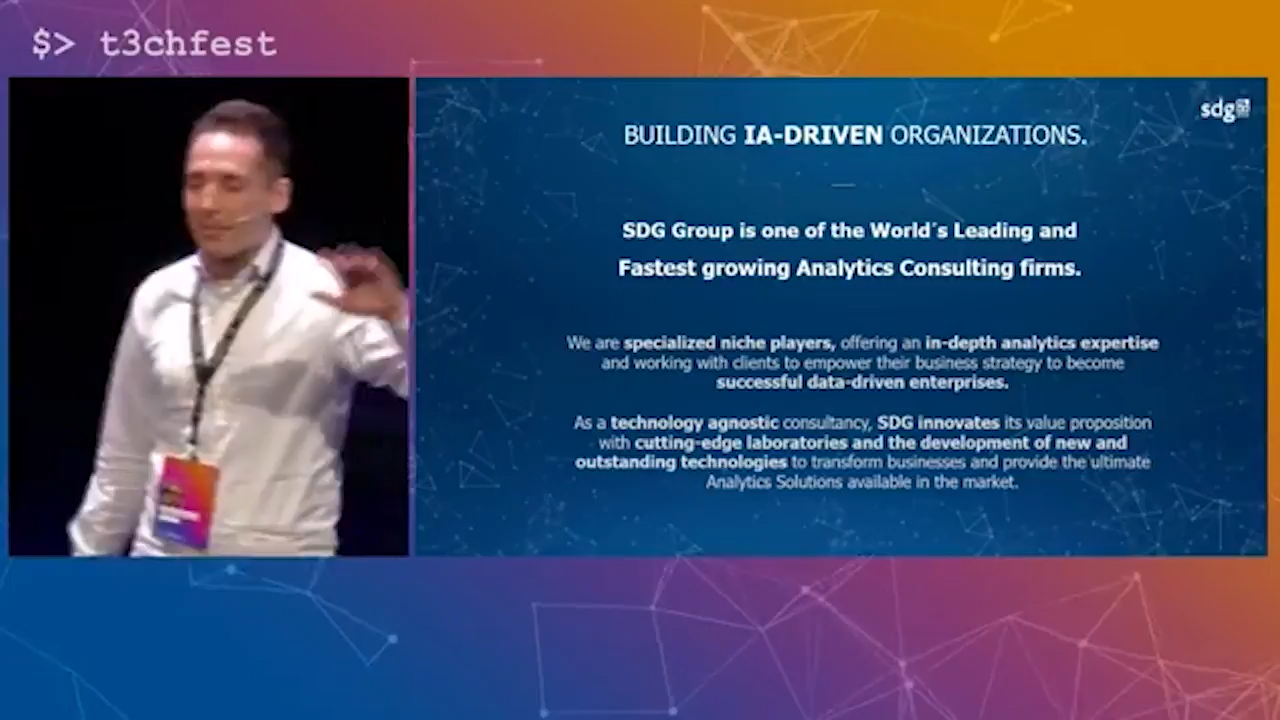 $> t3chfest
sdg
BUILDING IA-DRIVEN ORGANIZATIONS.
SDG Group is one of the World´s Leading and
Fastest growing Analytics Consulting firms.
We are specialized niche players, offering an in-depth analytics expertise
and working with clients to empower their business strategy to become
successful data-driven enterprises.
As a technology agnostic consultancy, SDG innovates its value proposition
with cutting-edge laboratories and the development of new and
outstanding technologies to transform businesses and provide the ultimate
Analytics Solutions available in the market.